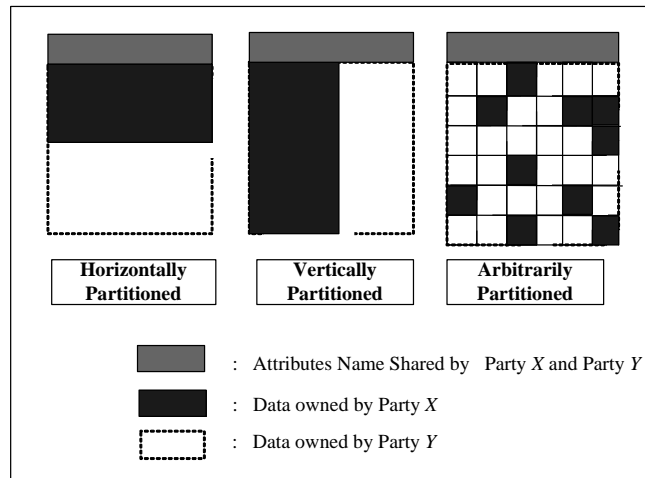 Horizontally
Partitioned
Vertically
Partitioned
Arbitrarily
Partitioned
: Attributes Name Shared by Party X and Party Y
: Data owned by Party X
: Data owned by Party Y